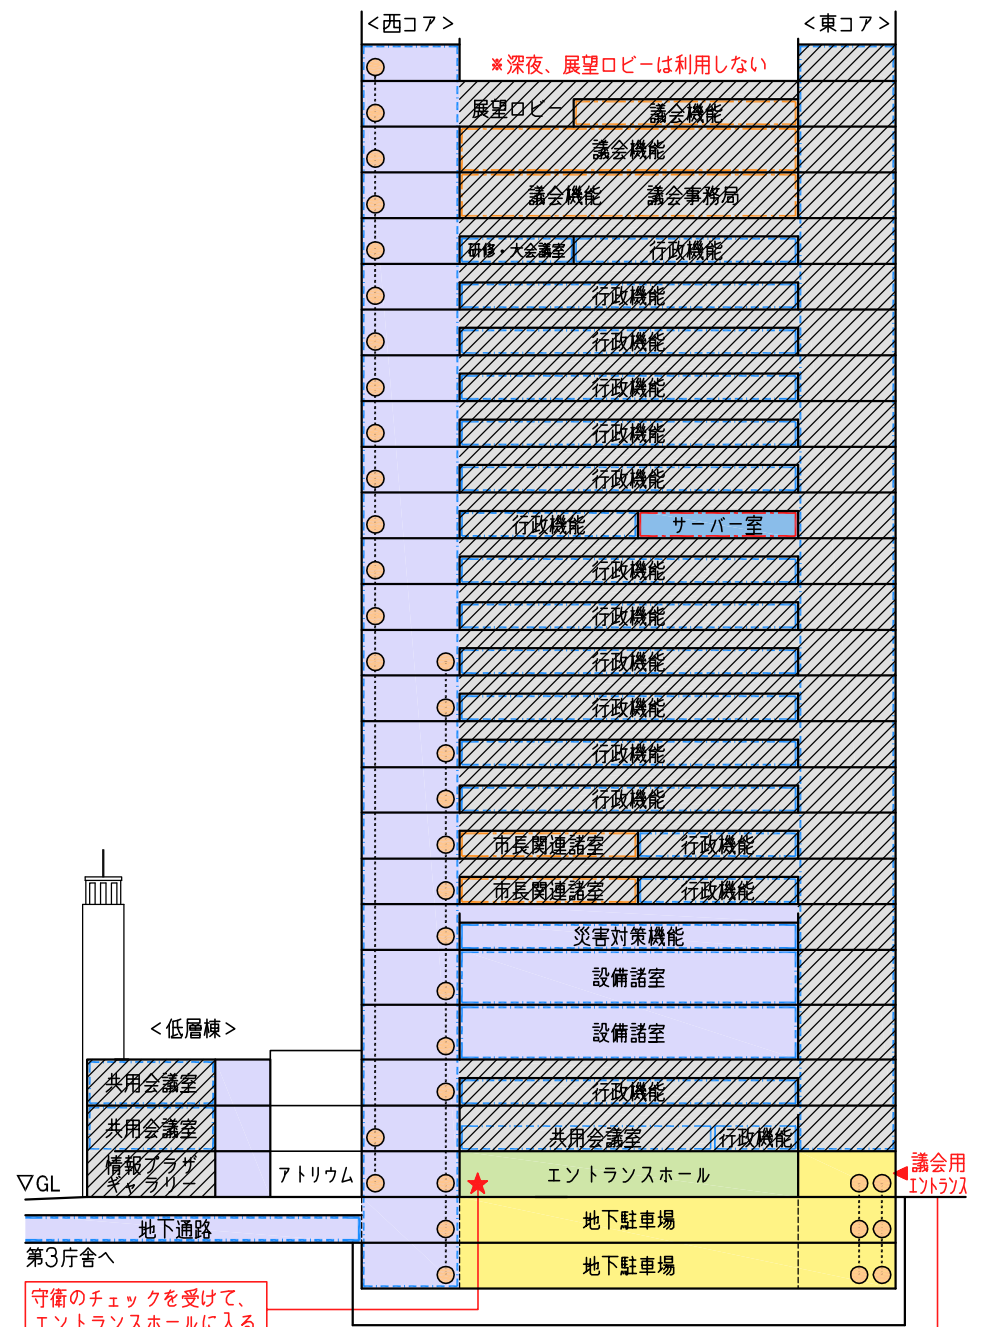 ＜西コア＞
＜東コア＞
※深夜、展望ロビーは利用しない
展望ロビー
議会機能
議会機能
議会機能 議会事務局
研修・大会議室 行政機能
行政機能
行政機能
行政機能
行政機能
行政機能
行政機能 サーバー室
行政機能
行政機能
行政機能
行政機能
行政機能
行政機能
市長関連諸室 行政機能
市長関連諸室 行政機能
災害対策機能
設備諸室
＜低層棟＞
設備諸室
共用会議室
行政機能
共用会議室
共用会議室 行政機能
情報プラザ
ギャラリー
アトリウム
エントランスホール
議会用
エントランス
▽GL
地下通路
地下駐車場
第3庁舎へ
地下駐車場
守衛のチェックを受けて、
エントランスホールに入る